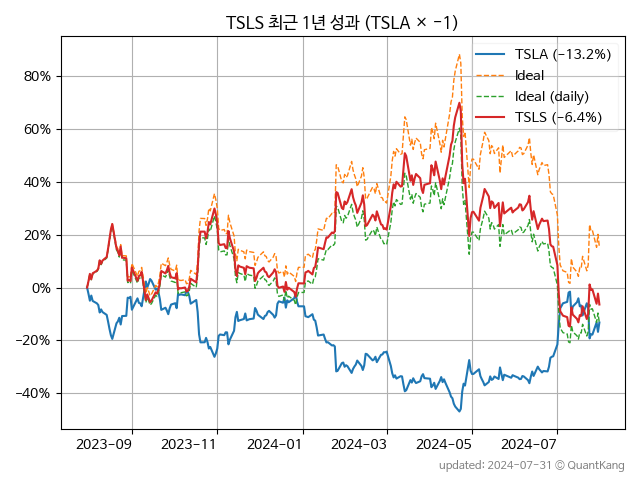 TSLS 최근 1년 성과 (TSLA × −1)
TSLA (−13.2%)
Ideal
Ideal (daily)
TSLS (−6.4%)
80%
60%
40%
20%
0%
−20%
−40%
2023-09
2023-11
2024-01
2024-03
2024-05
2024-07
updated: 2024-07-31 © QuantKang